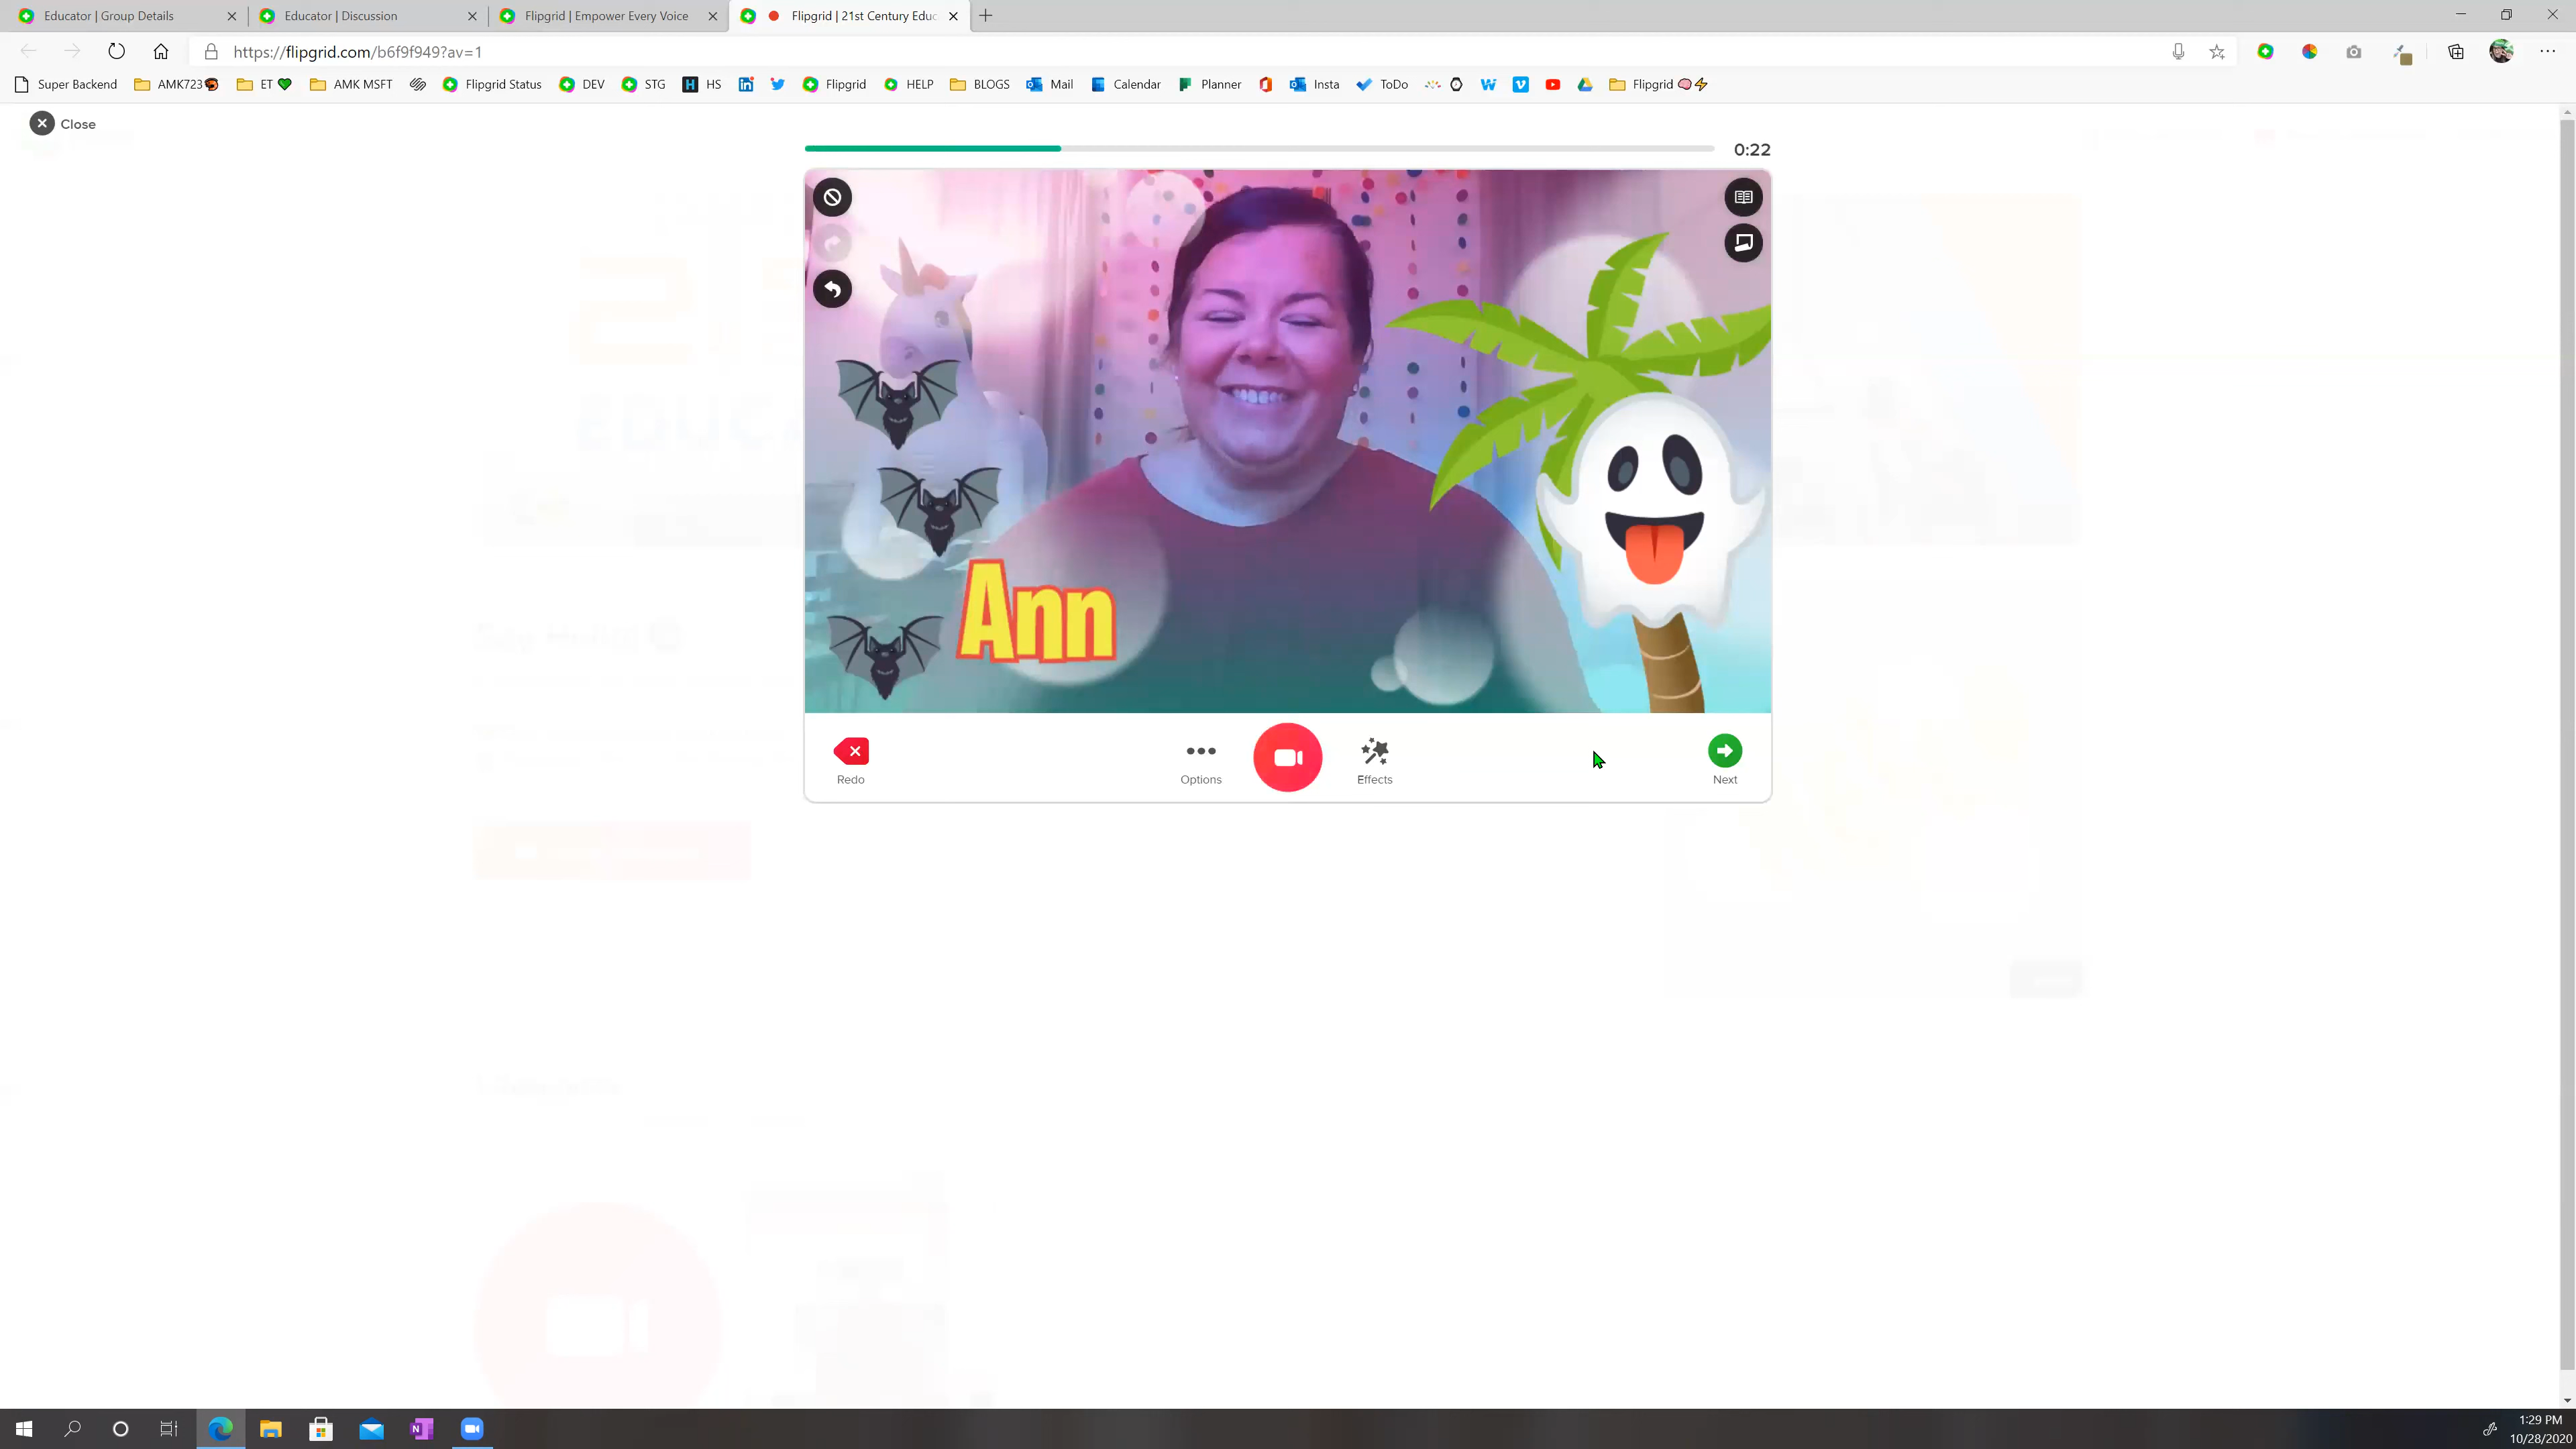 Educator | Group Details
Educator | Discussion
Flipgrid | Empower Every Voice
Flipgrid | 21st Century Educ
https://flipgrid.com/b6f9f949?av=1
Super Backend AMK723 ET AMK MSFT Flipgrid Status DEV STG HS Flipgrid HELP BLOGS Mail Calendar Planner Insta ToDo Flipgrid
Close
0:22
Ann
Redo
Options
Effects
Next
1:29 PM
10/28/2020